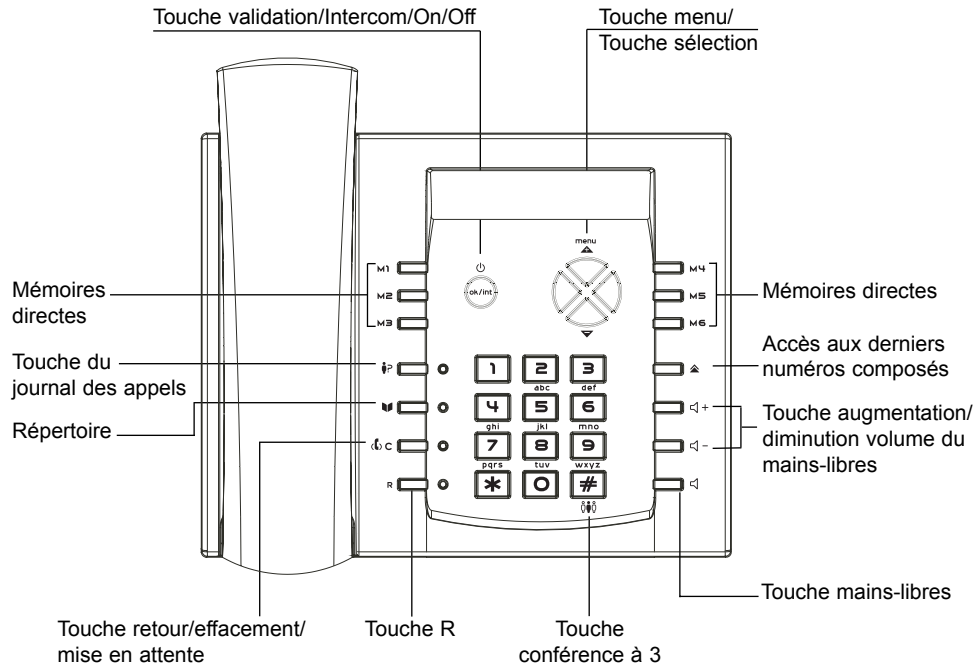 Touche validation/Intercom/On/Off
Touche menu/
Touche sélection
menu
ok/int
M1
M2
M3
M4
M5
M6
Mémoires
directes
Mémoires directes
Touche du
journal des appels
Accès aux derniers
numéros composés
Répertoire
Touche augmentation/
diminution volume du
mains-libres
?
C
R
+
-
1 2 3
abc def
4 5 6
ghi jkl mno
7 8 9
pqrs tuv wxyz
* 0 #
Touche mains-libres
Touche retour/effacement/
mise en attente
Touche R
Touche
conférence à 3